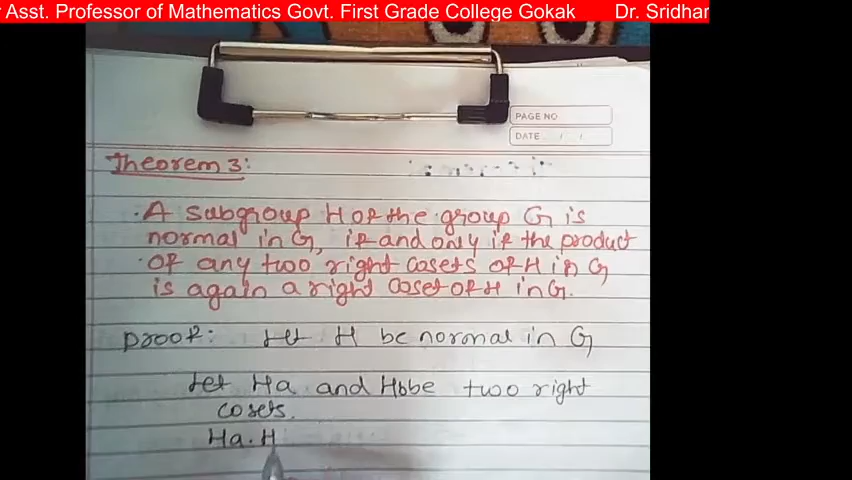 r Asst. Professor of Mathematics Govt. First Grade College Gokak Dr. Sridhar
PAGE NO
DATE / /
Theorem 3:
A subgroup H of the group G is
normal in G, if and only if the product
of any two right cosets of H in G
is again a right coset of H in G.
proof: Let H be normal in G
Let Ha and Hb be two right
cosets.
Ha.H